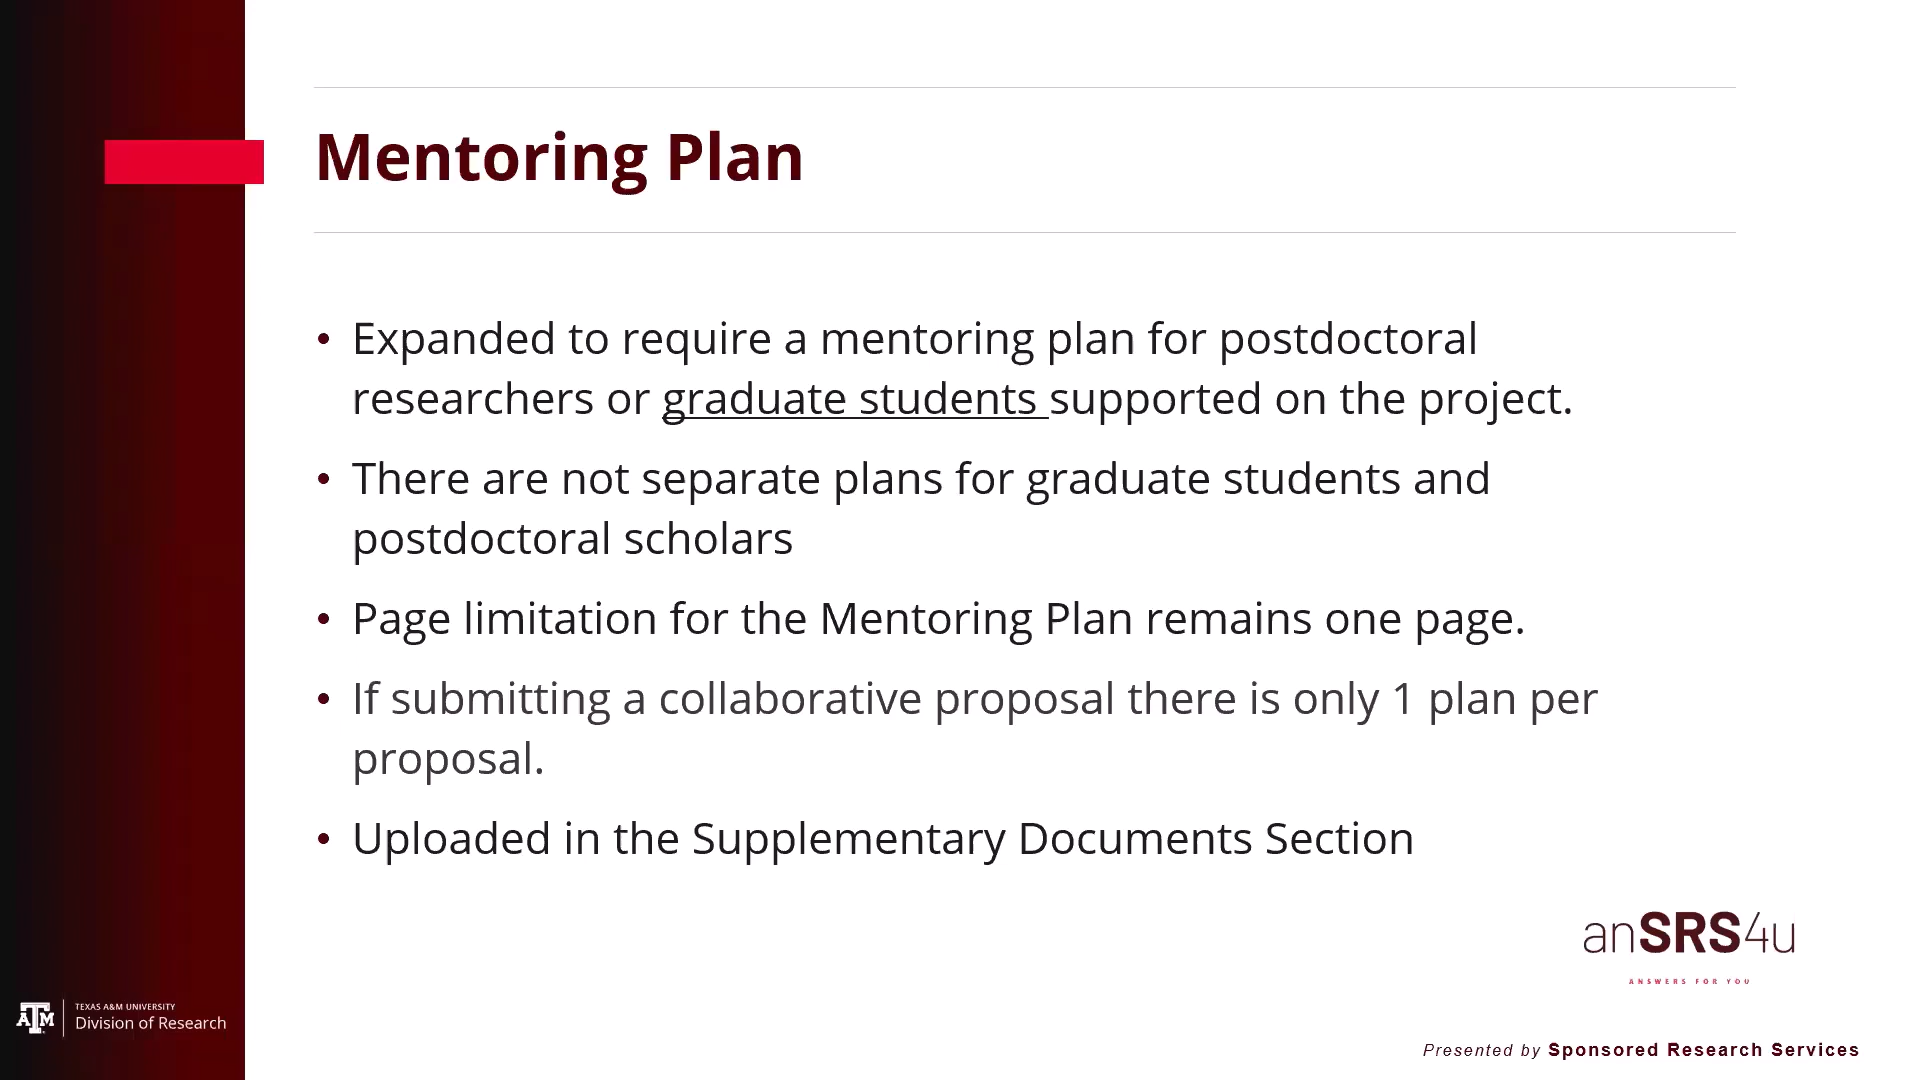 Mentoring Plan
• Expanded to require a mentoring plan for postdoctoral
researchers or graduate students supported on the project.
• There are not separate plans for graduate students and
postdoctoral scholars
• Page limitation for the Mentoring Plan remains one page.
• If submitting a collaborative proposal there is only 1 plan per
proposal.
• Uploaded in the Supplementary Documents Section
anSRS4u
ANSWERS FOR YOU
ATM
TEXAS A&M UNIVERSITY
Division of Research
Presented by Sponsored Research Services